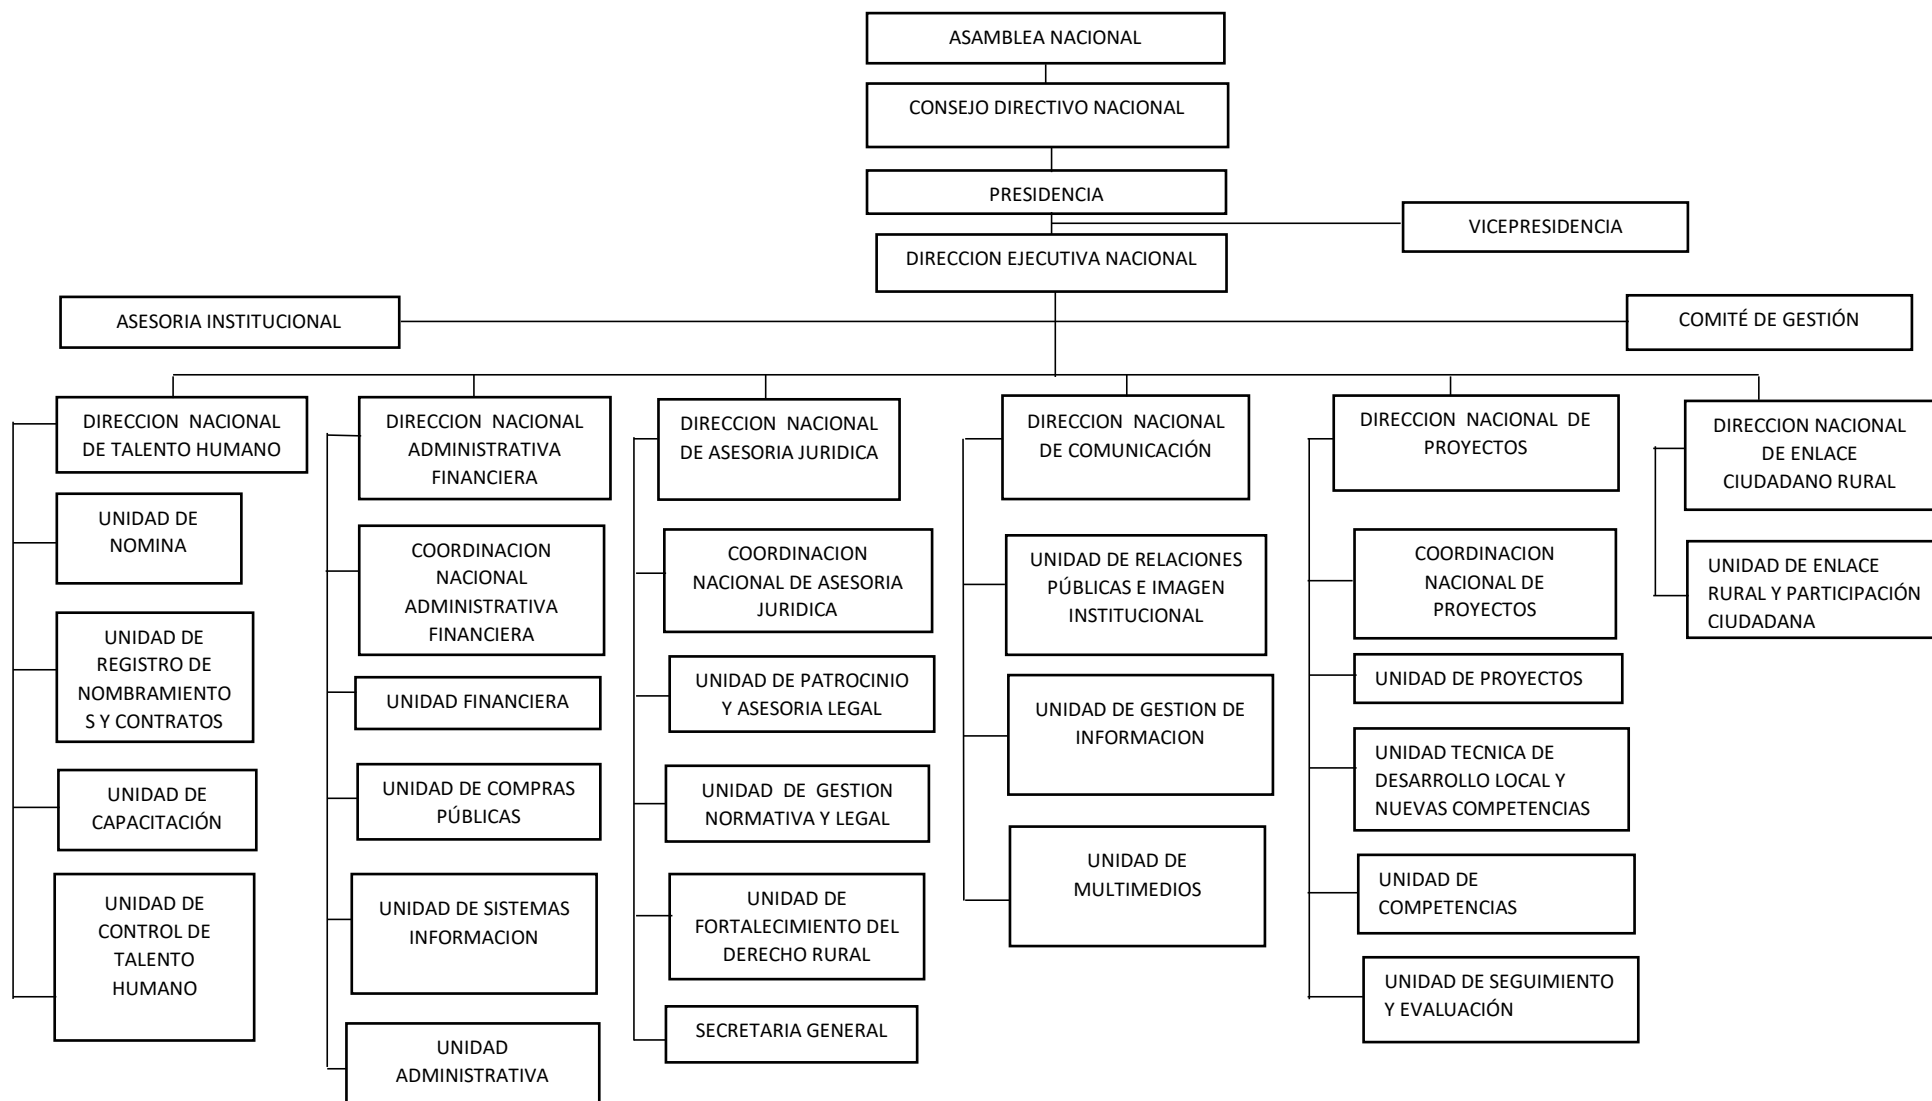 ASAMBLEA NACIONAL
CONSEJO DIRECTIVO NACIONAL
PRESIDENCIA
VICEPRESIDENCIA
DIRECCION EJECUTIVA NACIONAL
ASESORIA INSTITUCIONAL
COMITÉ DE GESTIÓN
DIRECCION NACIONAL
DE TALENTO HUMANO
UNIDAD DE
NOMINA
UNIDAD DE
REGISTRO DE
NOMBRAMIENTO
S Y CONTRATOS
UNIDAD DE
CAPACITACIÓN
UNIDAD DE
CONTROL DE
TALENTO
HUMANO
DIRECCION NACIONAL
ADMINISTRATIVA
FINANCIERA
COORDINACION
NACIONAL
ADMINISTRATIVA
FINANCIERA
UNIDAD FINANCIERA
UNIDAD DE COMPRAS
PÚBLICAS
UNIDAD DE SISTEMAS
INFORMACION
UNIDAD
ADMINISTRATIVA
DIRECCION NACIONAL
DE ASESORIA JURIDICA
COORDINACION
NACIONAL DE ASESORIA
JURIDICA
UNIDAD DE PATROCINIO
Y ASESORIA LEGAL
UNIDAD DE GESTION
NORMATIVA Y LEGAL
UNIDAD DE
FORTALECIMIENTO DEL
DERECHO RURAL
SECRETARIA GENERAL
DIRECCION NACIONAL
DE COMUNICACIÓN
UNIDAD DE RELACIONES
PÚBLICAS E IMAGEN
INSTITUCIONAL
UNIDAD DE GESTION DE
INFORMACION
UNIDAD DE
MULTIMEDIOS
DIRECCION NACIONAL DE
PROYECTOS
COORDINACION
NACIONAL DE
PROYECTOS
UNIDAD DE PROYECTOS
UNIDAD TECNICA DE
DESARROLLO LOCAL Y
NUEVAS COMPETENCIAS
UNIDAD DE
COMPETENCIAS
UNIDAD DE SEGUIMIENTO
Y EVALUACIÓN
DIRECCION NACIONAL
DE ENLACE
CIUDADANO RURAL
UNIDAD DE ENLACE
RURAL Y PARTICIPACIÓN
CIUDADANA